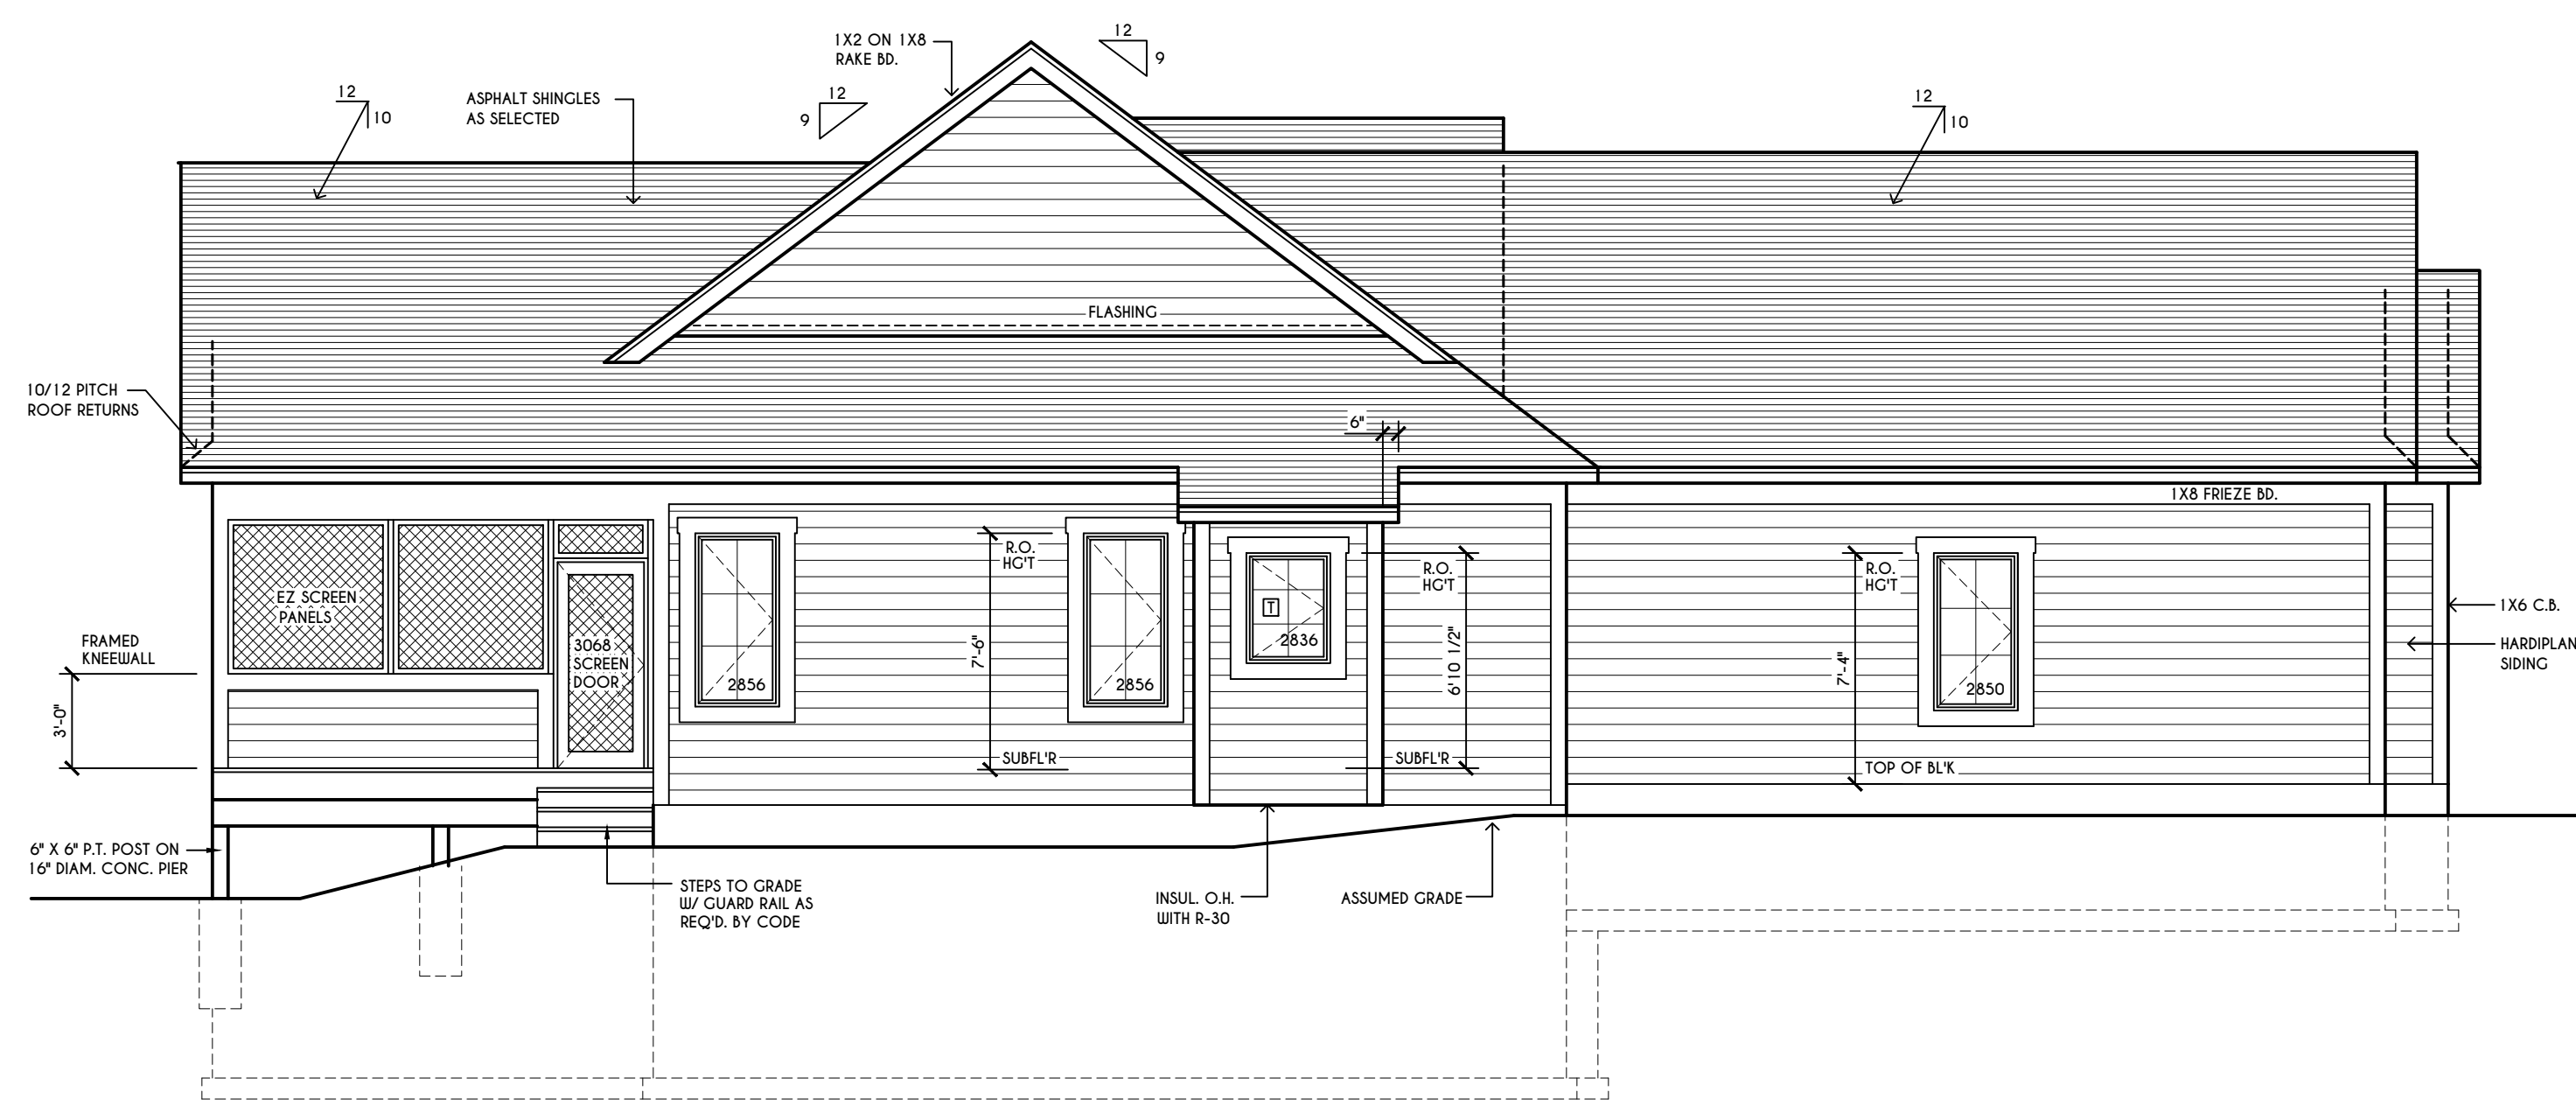 12
9
1X2 ON 1X8
RAKE BD.
12
10
ASPHALT SHINGLES
AS SELECTED
12
9
12
10
FLASHING
10/12 PITCH
ROOF RETURNS
6"
1X8 FRIEZE BD.
R.O.
HG'T
R.O.
HG'T
R.O.
HG'T
EZ SCREEN
PANELS
T
1X6 C.B.
FRAMED
KNEEWALL
3068
SCREEN
DOOR
2836
7'-6"
6'10 1/2"
7'-4"
HARDIPLAN
SIDING
2856
2856
2850
3'-0"
SUBFL'R
SUBFL'R
TOP OF BL'K
6" X 6" P.T. POST ON
16" DIAM. CONC. PIER
STEPS TO GRADE
W/ GUARD RAIL AS
REQ'D. BY CODE
INSUL. O.H.
WITH R-30
ASSUMED GRADE